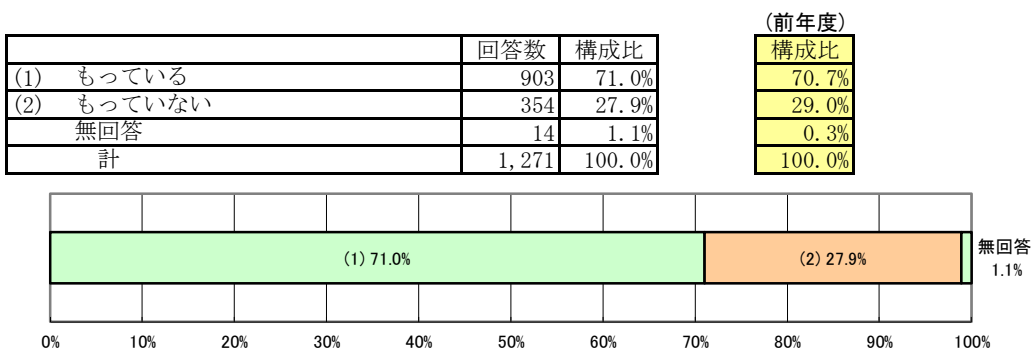 (前年度)
回答数 構成比 構成比
(1) もっている 903 71.0% 70.7%
(2) もっていない 354 27.9% 29.0%
無回答 14 1.1% 0.3%
計 1,271 100.0% 100.0%
(1) 71.0% (2) 27.9% 無回答
1.1%
0% 10% 20% 30% 40% 50% 60% 70% 80% 90% 100%